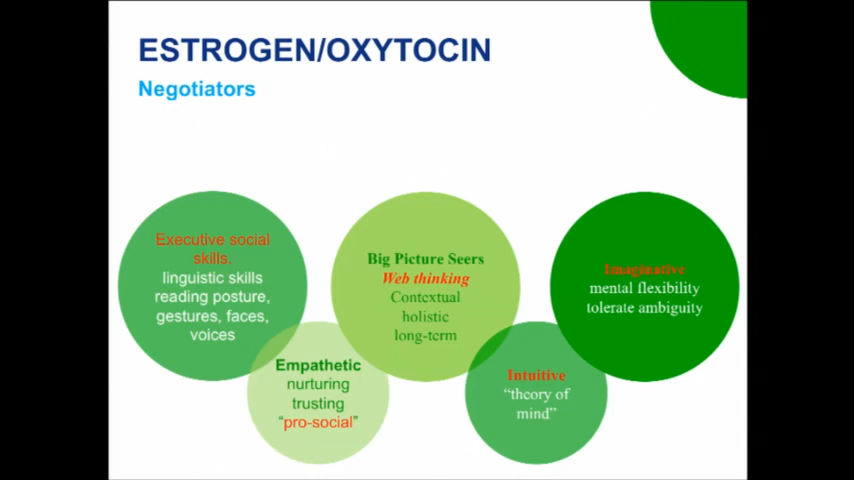 ESTROGEN/OXYTOCIN
Negotiators
Executive social
skills.
linguistic skills
reading posture,
gestures, faces,
voices
Empathetic
nurturing
trusting
“pro-social”
Big Picture Seers
Web thinking
Contextual
holistic
long-term
Intuitive
“theory of
mind”
Imaginative
mental flexibility
tolerate ambiguity